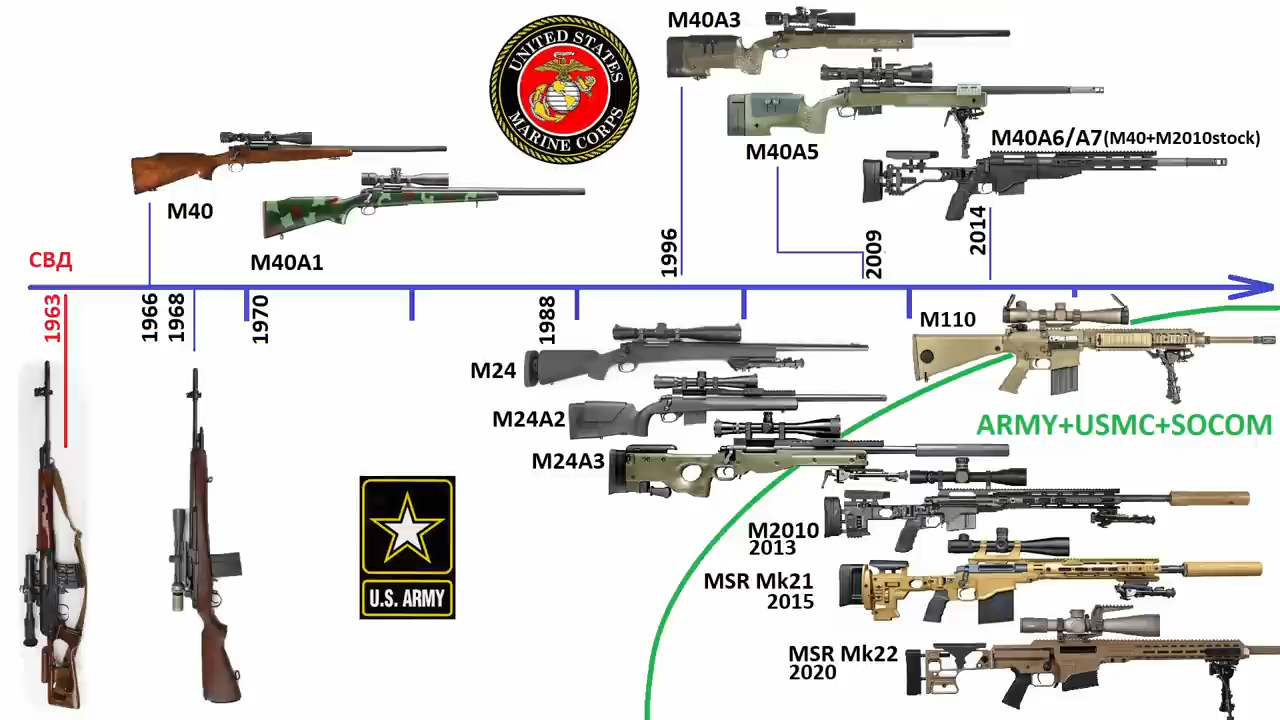 UNITED STATES
MARINE CORPS
M40A3
M40A5
M40A6/A7(M40+M2010stock)
M40
M40A1
СВД
1996
2009
2014
1963
1966
1968
1970
1988
M110
M24
M24A2
M24A3
ARMY+USMC+SOCOM
M2010
2013
MSR Mk21
2015
MSR Mk22
2020
U.S. ARMY